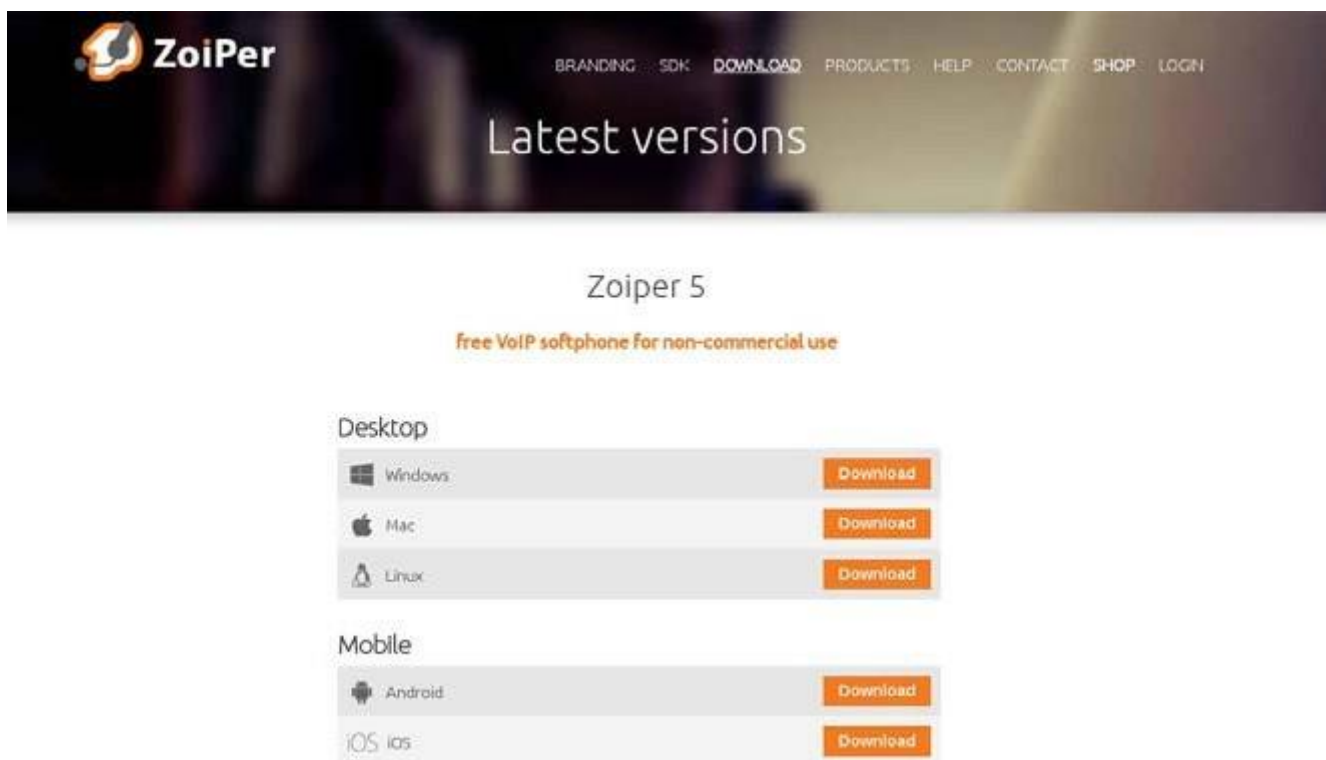 ZoiPer
BRANDING SDK DOWNLOAD PRODUCTS HELP CONTACT SHOP LOGIN
Latest versions
Zoiper 5
free VoIP softphone for non-commercial use
Desktop
Windows Download
Mac Download
Linux Download
Mobile
Android Download
iOS iOS Download